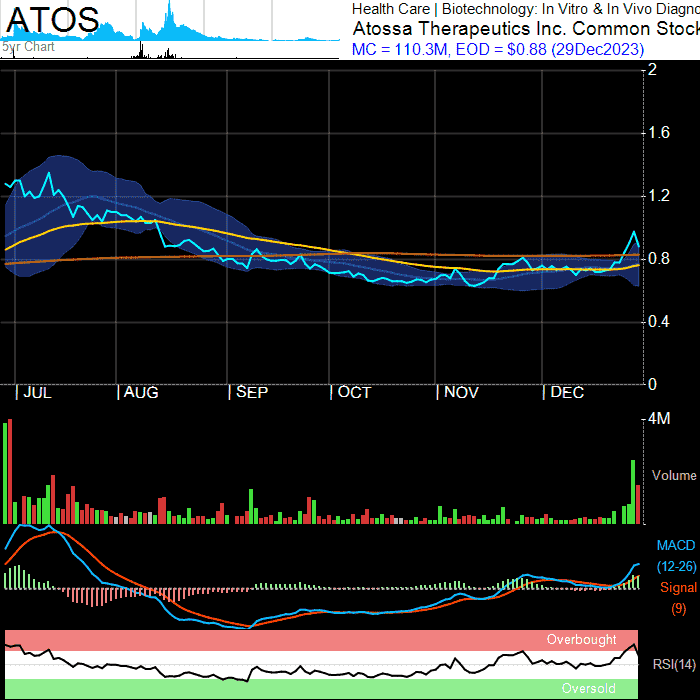 ATOS
5yr Chart
Health Care | Biotechnology: In Vitro & In Vivo Diagno
Atossa Therapeutics Inc. Common Stock
MC = 110.3M, EOD = $0.88 (29Dec2023)
2
1.6
1.2
0.8
0.4
0
| JUL | AUG | SEP | OCT | NOV | DEC
4M
Volume
MACD
(12-26)
Signal
(9)
Overbought
RSI(14)
Oversold